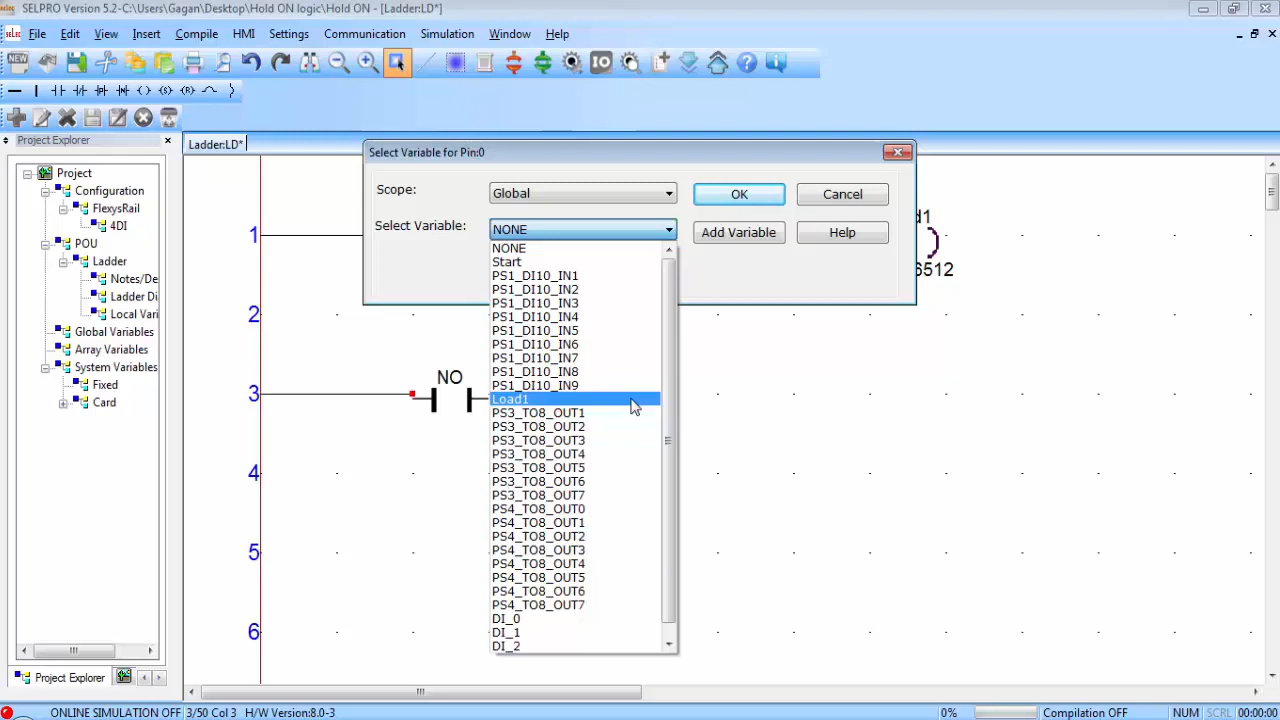 SELPRO Version 5.2-C:\Users\Gagan\Desktop\Hold ON logic\Hold ON - [Ladder:LD*]
File Edit View Insert Compile HMI Settings Communication Simulation Window Help
NEW IO
Project Explorer
Ladder:LD*
Project
Configuration
FlexysRail
4DI
POU
Ladder
Notes/De
Ladder Di
Local Vari
Global Variables
Array Variables
System Variables
Fixed
Card
Project Explorer
Select Variable for Pin:0
Scope: Global OK Cancel
Select Variable: NONE Add Variable Help
NONE
Start
PS1_DI10_IN1
PS1_DI10_IN2
PS1_DI10_IN3
PS1_DI10_IN4
PS1_DI10_IN5
PS1_DI10_IN6
PS1_DI10_IN7
PS1_DI10_IN8
PS1_DI10_IN9
Load1
PS3_TO8_OUT1
PS3_TO8_OUT2
PS3_TO8_OUT3
PS3_TO8_OUT4
PS3_TO8_OUT5
PS3_TO8_OUT6
PS3_TO8_OUT7
PS4_TO8_OUT0
PS4_TO8_OUT1
PS4_TO8_OUT2
PS4_TO8_OUT3
PS4_TO8_OUT4
PS4_TO8_OUT5
PS4_TO8_OUT6
PS4_TO8_OUT7
DI_0
DI_1
DI_2
1
d1
6512
2
3
NO
4
5
6
ONLINE SIMULATION OFF 3/50 Col 3 H/W Version:8.0-3 0% Compilation OFF NUM SCRL 00:00:00